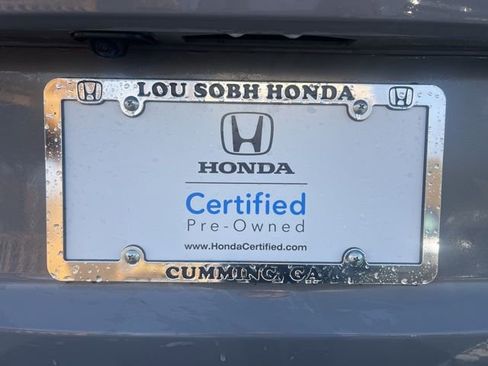 LOU SOBH HONDA
HONDA
Certified
Pre-Owned
www.HondaCertified.com
CUMMING, GA